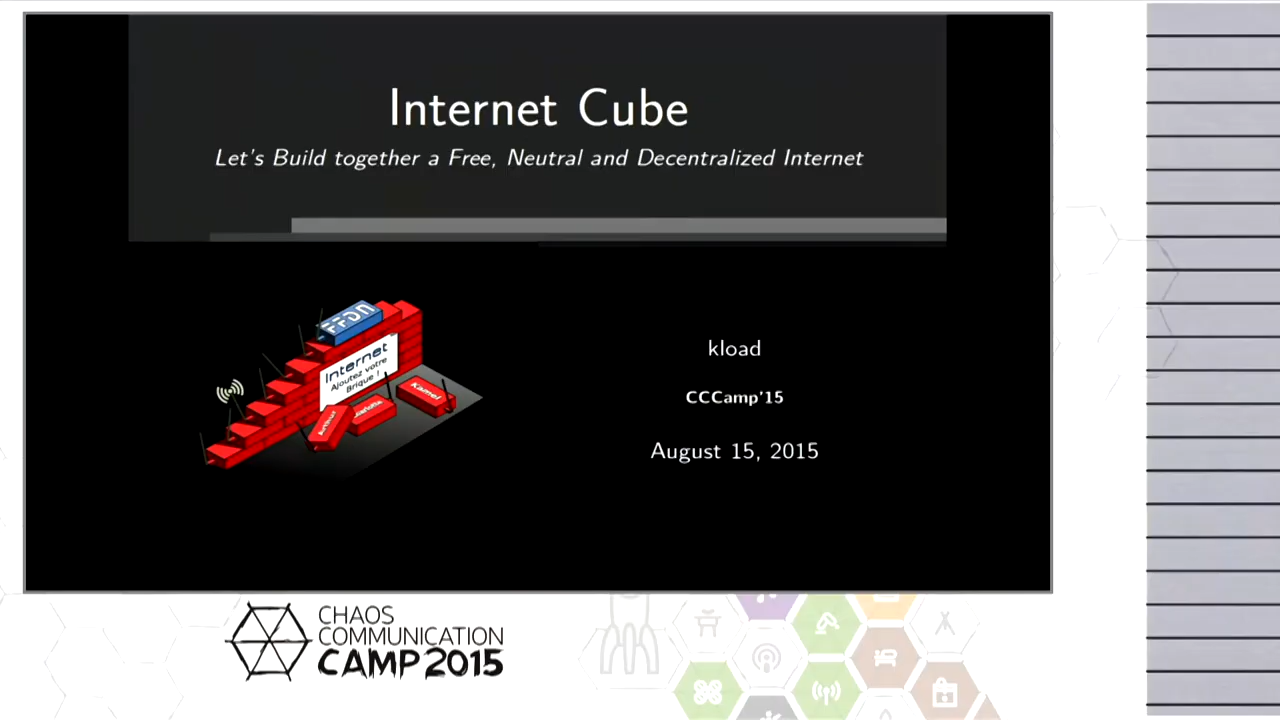 Internet Cube
Let's Build together a Free, Neutral and Decentralized Internet
FFDN
Internet
Ajoutez votre
Brique !
Kamel
kload
CCCamp'15
August 15, 2015
CHAOS
COMMUNICATION
CAMP 2015